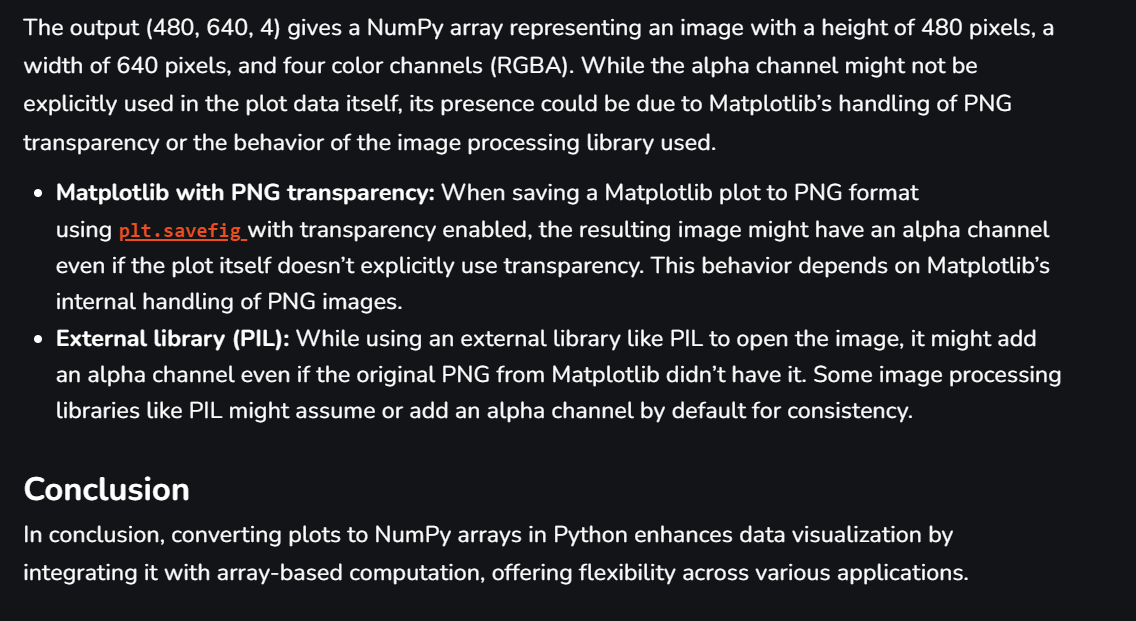 The output (480, 640, 4) gives a NumPy array representing an image with a height of 480 pixels, a
width of 640 pixels, and four color channels (RGBA). While the alpha channel might not be
explicitly used in the plot data itself, its presence could be due to Matplotlib’s handling of PNG
transparency or the behavior of the image processing library used.
• Matplotlib with PNG transparency: When saving a Matplotlib plot to PNG format
using plt.savefig with transparency enabled, the resulting image might have an alpha channel
even if the plot itself doesn’t explicitly use transparency. This behavior depends on Matplotlib’s
internal handling of PNG images.
• External library (PIL): While using an external library like PIL to open the image, it might add
an alpha channel even if the original PNG from Matplotlib didn’t have it. Some image processing
libraries like PIL might assume or add an alpha channel by default for consistency.
Conclusion
In conclusion, converting plots to NumPy arrays in Python enhances data visualization by
integrating it with array-based computation, offering flexibility across various applications.